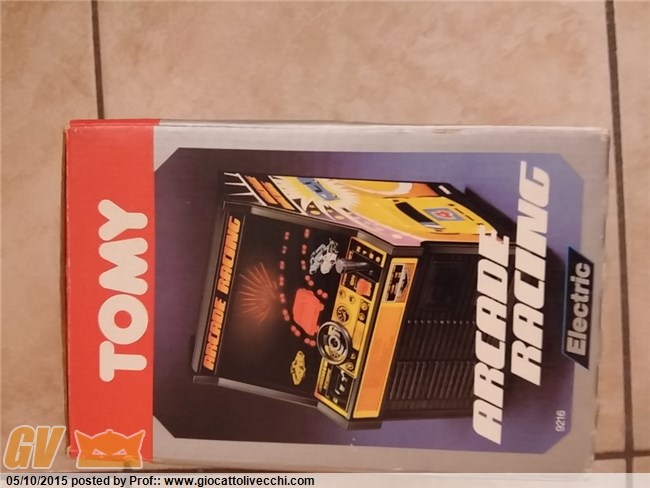 TOMY
ARCADE RACING
ARCADE
RACING
Electric
9216
GV
05/10/2015 posted by Prof:: www.giocattolivecchi.com